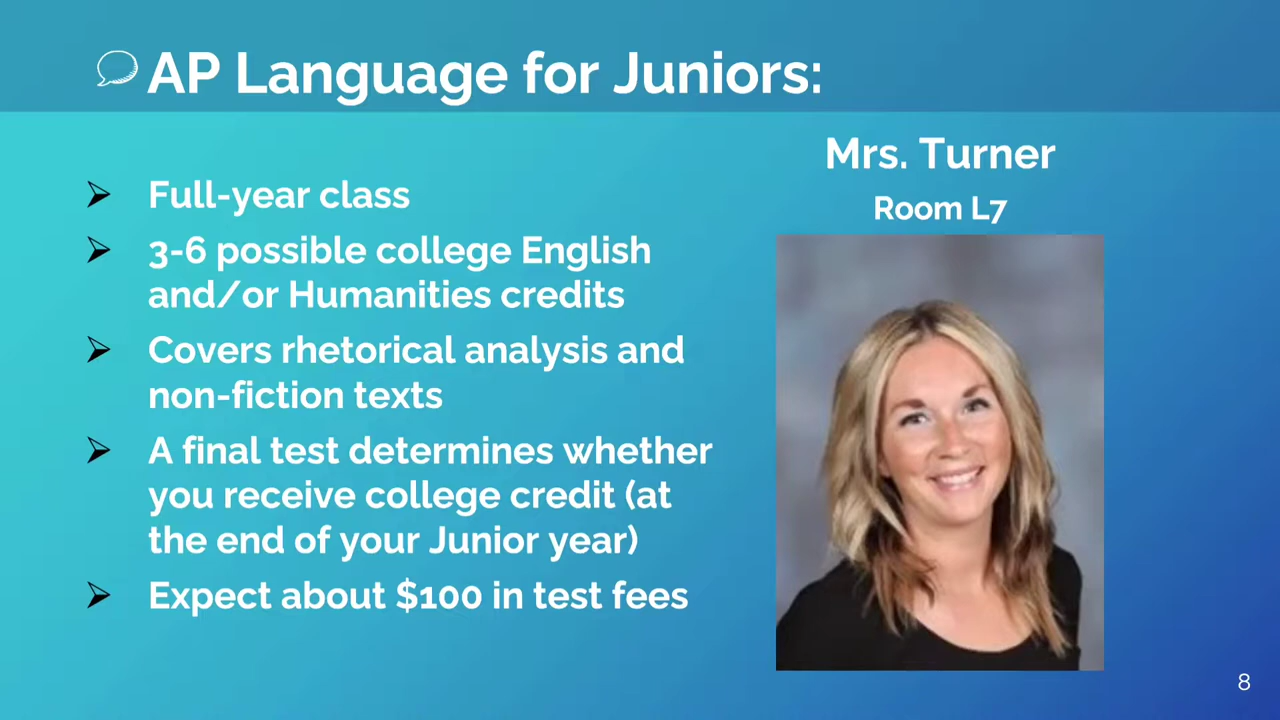 AP Language for Juniors:
Mrs. Turner
Room L7
Full-year class
3-6 possible college English
and/or Humanities credits
Covers rhetorical analysis and
non-fiction texts
A final test determines whether
you receive college credit (at
the end of your Junior year)
Expect about $100 in test fees
8